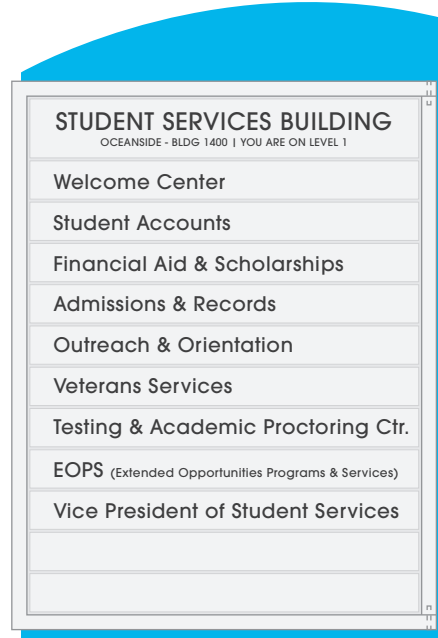 STUDENT SERVICES BUILDING
OCEANSIDE - BLDG 1400 | YOU ARE ON LEVEL 1
Welcome Center
Student Accounts
Financial Aid & Scholarships
Admissions & Records
Outreach & Orientation
Veterans Services
Testing & Academic Proctoring Ctr.
EOPS (Extended Opportunities Programs & Services)
Vice President of Student Services